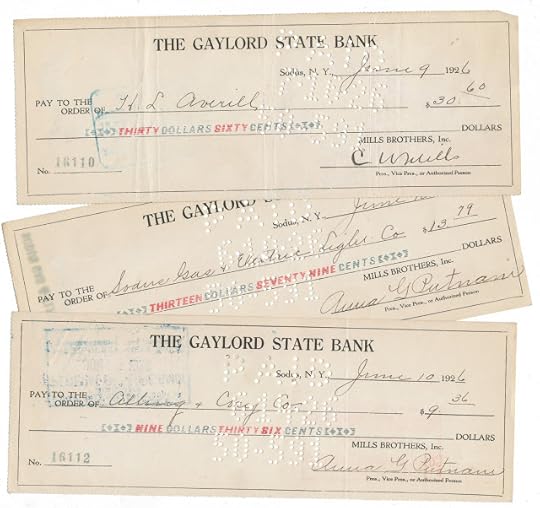 THE GAYLORD STATE BANK
Sodus, N. Y., June 9 1926
PAY TO THE ORDER OF H. L. Averill $30.60
THIRTY DOLLARS SIXTY CENTS DOLLARS
MILLS BROTHERS, Inc.
No. 16110 C W Mills
Pres., Vice Pres., or Authorized Person
THE GAYLORD STATE
Sodus, N. Y., June
PAY TO THE ORDER OF Sodus Gas & Electric Light Co $13.79
THIRTEEN DOLLARS SEVENTY NINE CENTS DOLLARS
MILLS BROTHERS, Inc.
Anna G Putnam
Pres., Vice Pres., or Authorized Person
THE GAYLORD STATE BANK
Sodus, N. Y., June 10 1926
PAY TO THE ORDER OF & Co $9.36
NINE DOLLARS THIRTY SIX CENTS DOLLARS
MILLS BROTHERS, Inc.
No. 16112 Anna G Putnam
Pres., Vice Pres., or Authorized Person
PAID